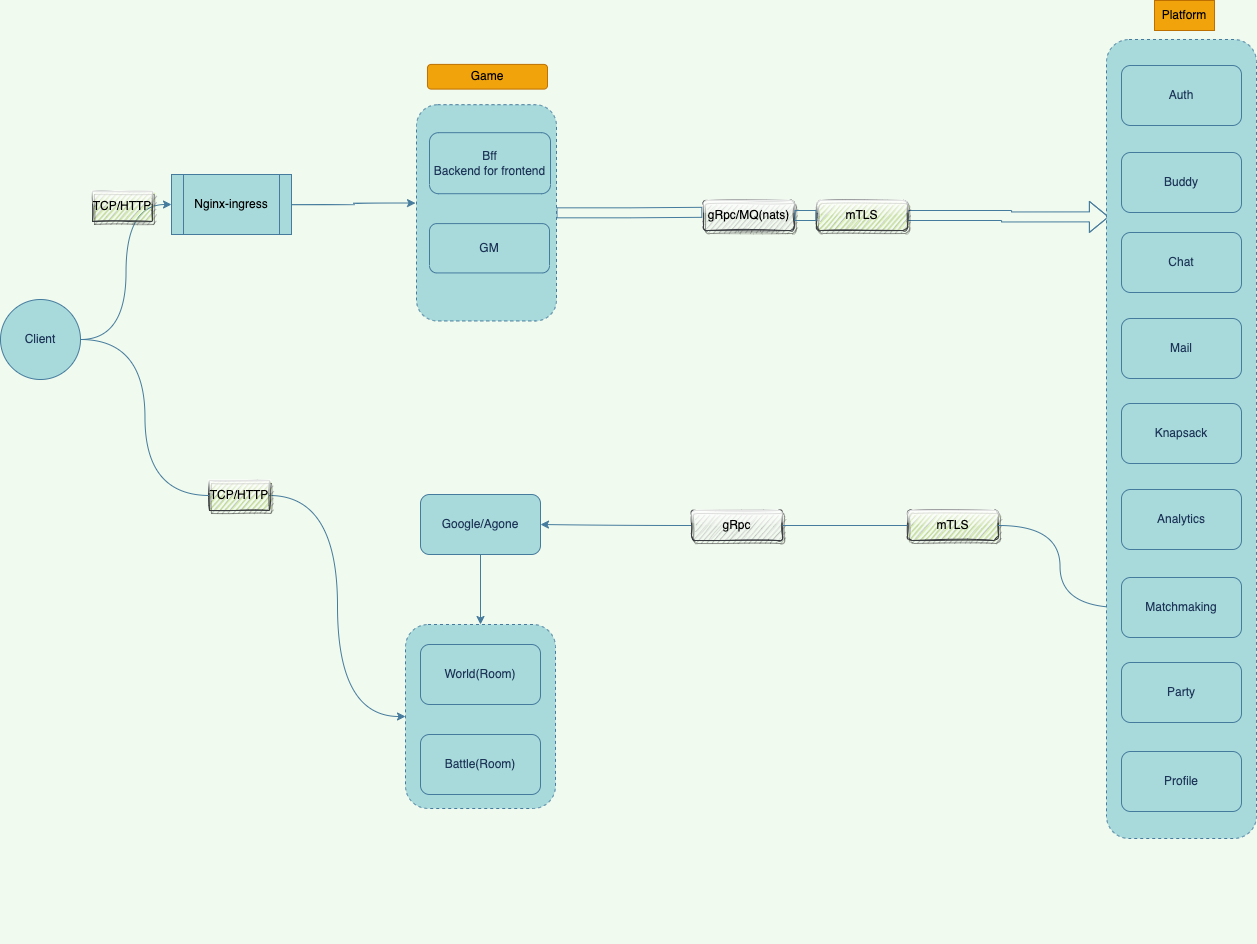 Platform
Game
Auth
Bff
Backend for frontend
Buddy
TCP/HTTP
Nginx-ingress
gRpc/MQ(nats)
mTLS
GM
Chat
Client
Mail
Knapsack
TCP/HTTP
Google/Agone
gRpc
mTLS
Analytics
Matchmaking
World(Room)
Party
Battle(Room)
Profile